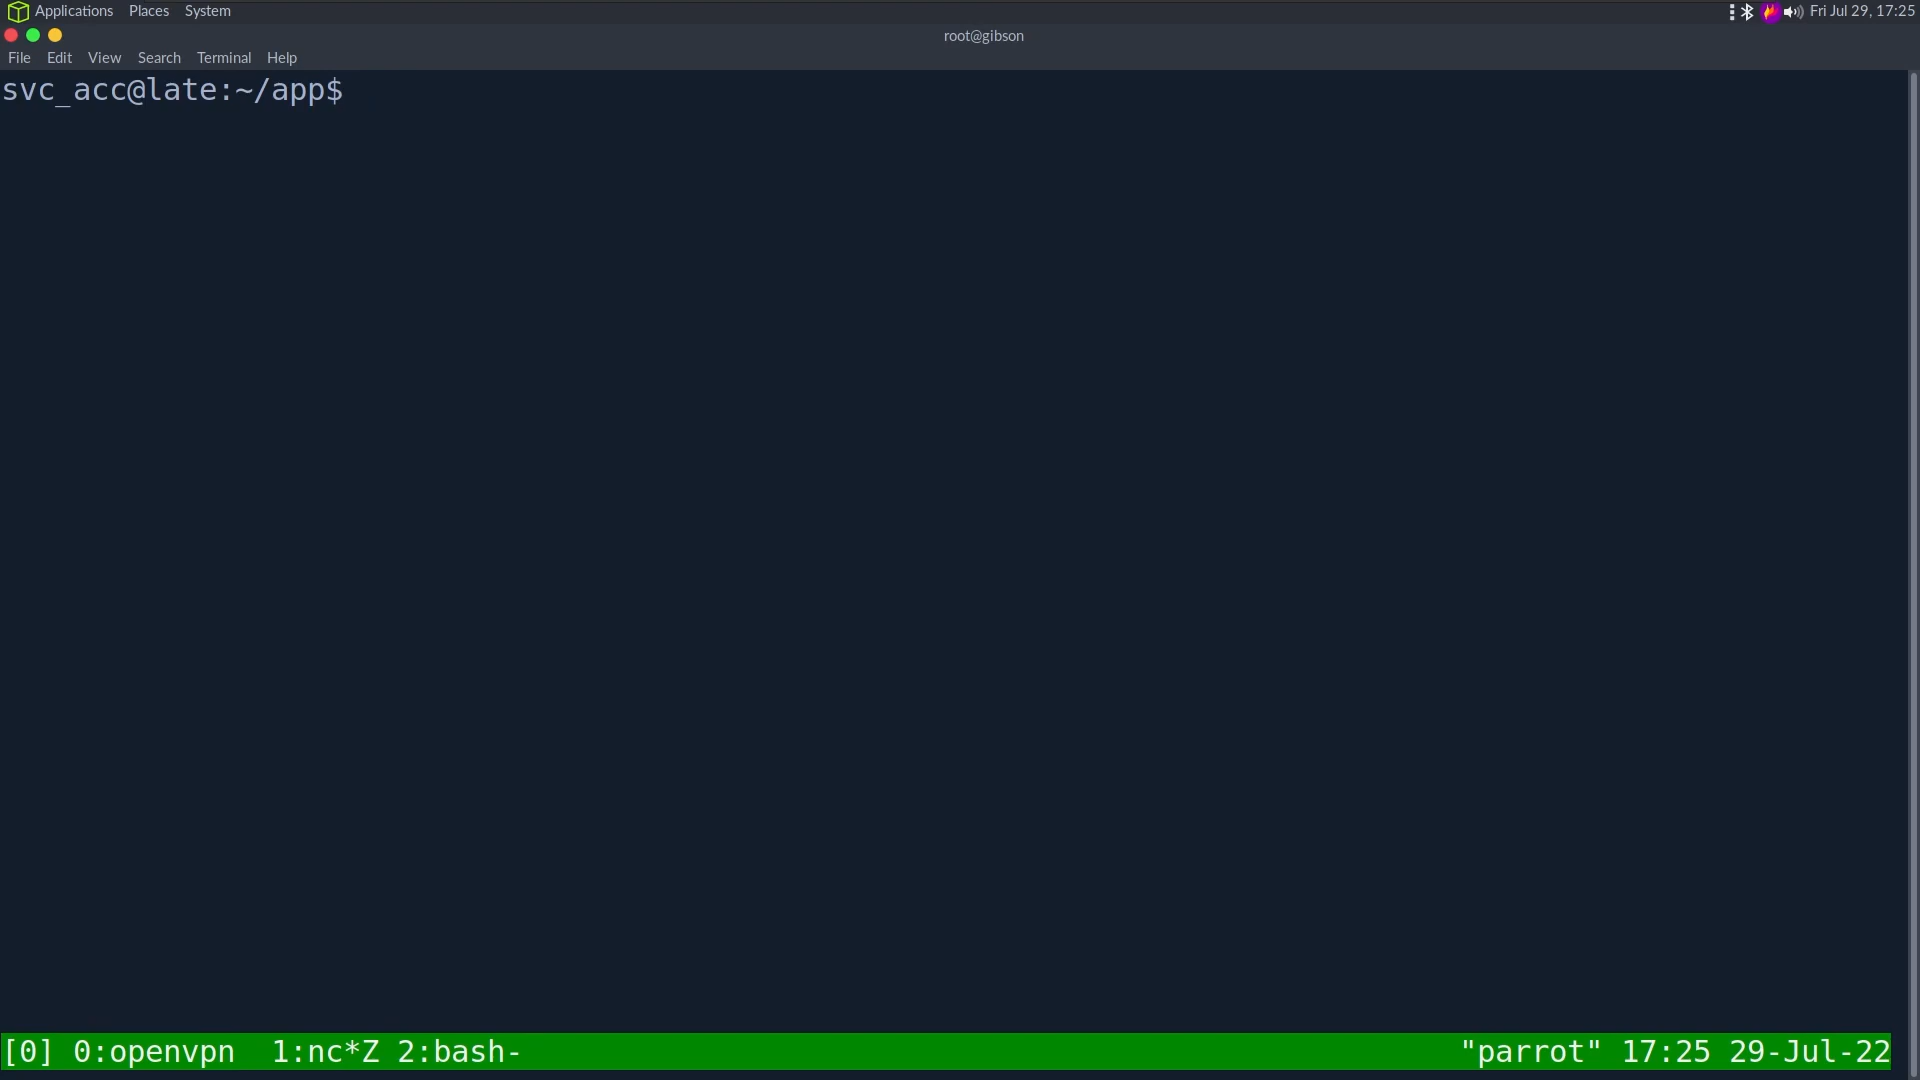 Applications Places System Fri Jul 29, 17:25
root@gibson
File Edit View Search Terminal Help
svc_acc@late:~/app$
[0] 0:openvpn  1:nc*Z 2:bash- "parrot" 17:25 29-Jul-22